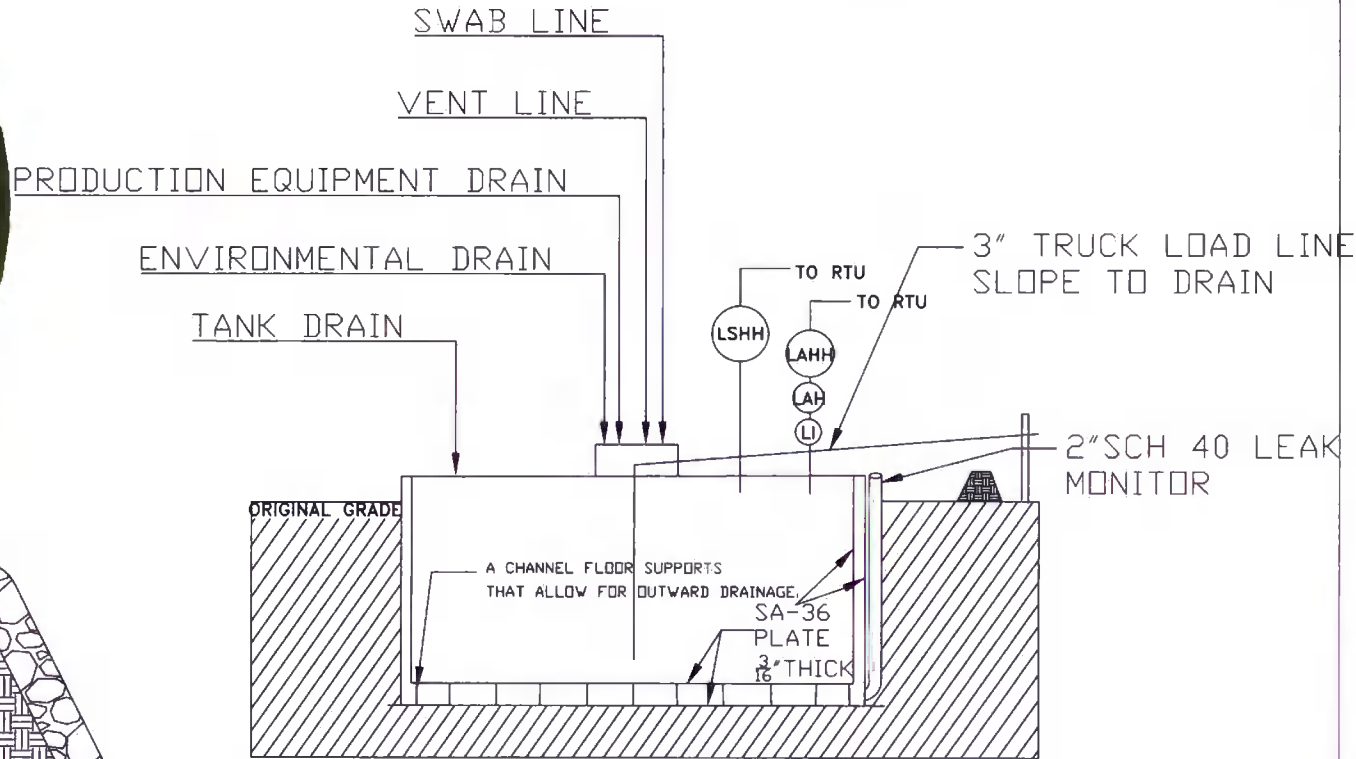 SWAB LINE
VENT LINE
PRODUCTION EQUIPMENT DRAIN
ENVIRONMENTAL DRAIN
TANK DRAIN
TO RTU
TO RTU
LSHH
LAHH
LAH
LI
3" TRUCK LOAD LINE
SLOPE TO DRAIN
2"SCH 40 LEAK
MONITOR
ORIGINAL GRADE
A CHANNEL FLOOR SUPPORTS
THAT ALLOW FOR OUTWARD DRAINAGE.
SA-36
PLATE
3/16" THICK